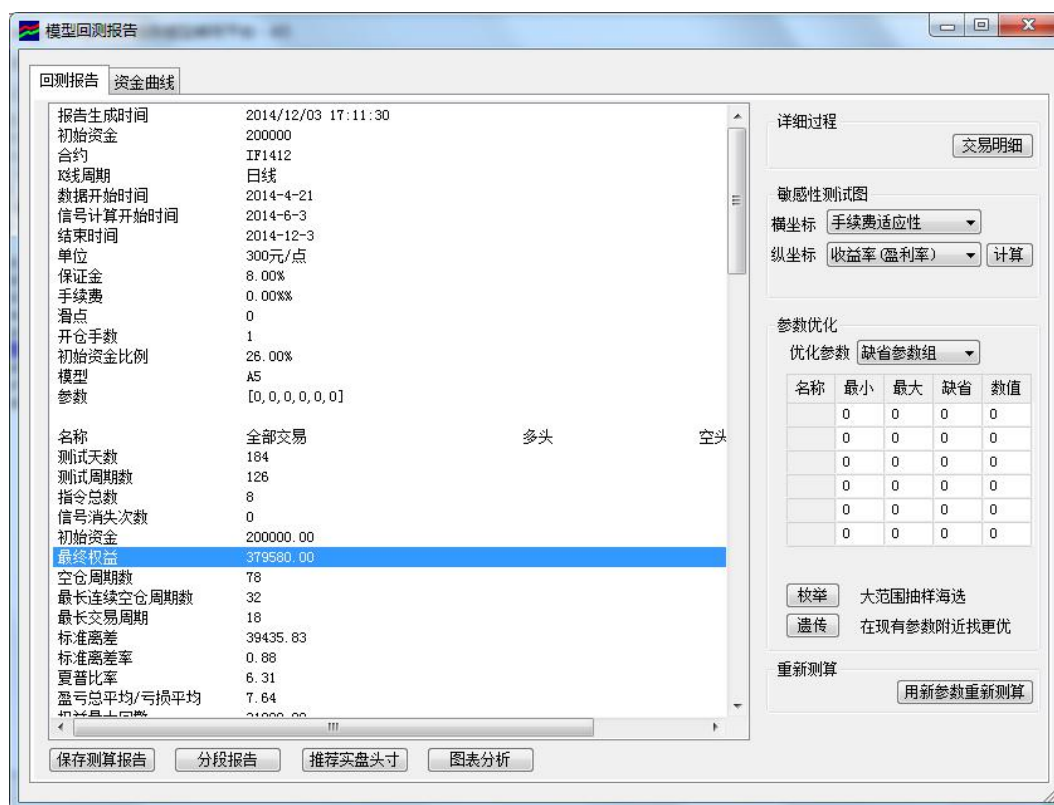 模型回测报告
回测报告 资金曲线
报告生成时间 2014/12/03 17:11:30
初始资金 200000
合约 IF1412
K线周期 日线
数据开始时间 2014-4-21
信号计算开始时间 2014-6-3
结束时间 2014-12-3
单位 300元/点
保证金 8.00%
手续费 0.00%%
滑点 0
开仓手数 1
初始资金比例 26.00%
模型 A5
参数 [0,0,0,0,0,0]
名称 全部交易 多头 空头
测试天数 184
测试周期数 126
指令总数 8
信号消失次数 0
初始资金 200000.00
最终权益 379580.00
空仓周期数 78
最长连续空仓周期数 32
最长交易周期 18
标准离差 39435.83
标准离差率 0.88
夏普比率 6.31
盈亏总平均/亏损平均 7.64
保存测算报告 分段报告 推荐实盘头寸 图表分析
详细过程
交易明细
敏感性测试图
横坐标 手续费适应性
纵坐标 收益率(盈利率) 计算
参数优化
优化参数 缺省参数组
名称 最小 最大 缺省 数值
0 0 0 0
0 0 0 0
0 0 0 0
0 0 0 0
0 0 0 0
0 0 0 0
枚举 大范围抽样海选
遗传 在现有参数附近找更优
重新测算
用新参数重新测算